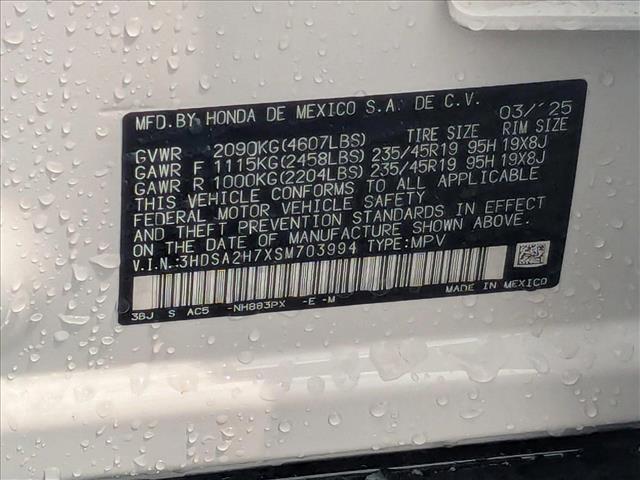 MFD.BY HONDA DE MEXICO S.A. DE C.V. 03/'25
TIRE SIZE RIM SIZE
GVWR 2090KG(4607LBS)
GAWR F 1115KG(2458LBS) 235/45R19 95H 19X8J
GAWR R 1000KG(2204LBS) 235/45R19 95H 19X8J
THIS VEHICLE CONFORMS TO ALL APPLICABLE
FEDERAL MOTOR VEHICLE SAFETY
AND THEFT PREVENTION STANDARDS IN EFFECT
ON THE DATE OF MANUFACTURE SHOWN ABOVE.
V.I.N.:3HDSA2H7XSM703994 TYPE:MPV
3BJ S AC5 -NH883PX -E -M
MADE IN MEXICO